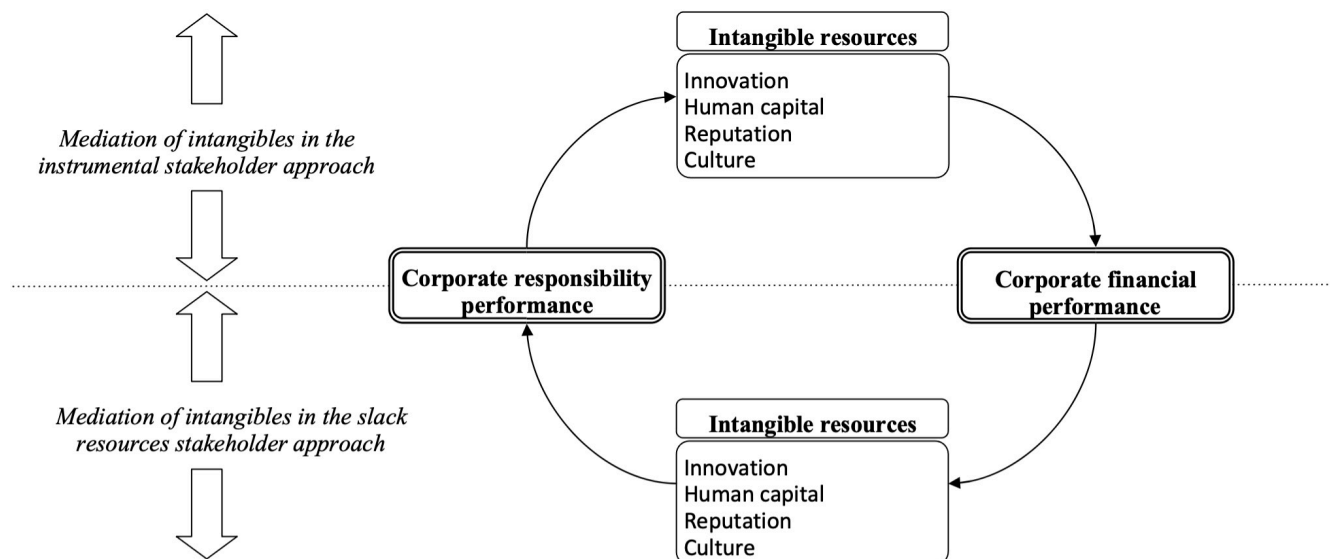 Intangible resources
Innovation
Human capital
Reputation
Culture
Mediation of intangibles in the
instrumental stakeholder approach
Corporate responsibility
performance
Corporate financial
performance
Mediation of intangibles in the slack
resources stakeholder approach
Intangible resources
Innovation
Human capital
Reputation
Culture